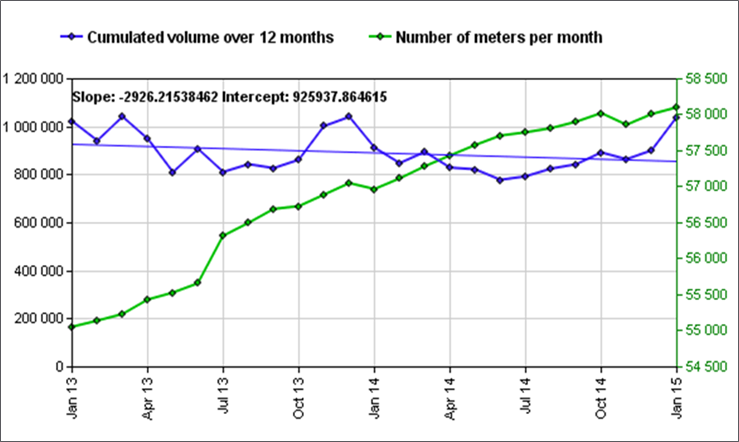 Cumulated volume over 12 months Number of meters per month
1 200 000 58 500
Slope: -2926.21538462 Intercept: 925937.864615
58 000
1 000 000
57 500
800 000
57 000
600 000 56 500
56 000
400 000
55 500
200 000
55 000
0 54 500
Jan 13 Apr 13 Jul 13 Oct 13 Jan 14 Apr 14 Jul 14 Oct 14 Jan 15